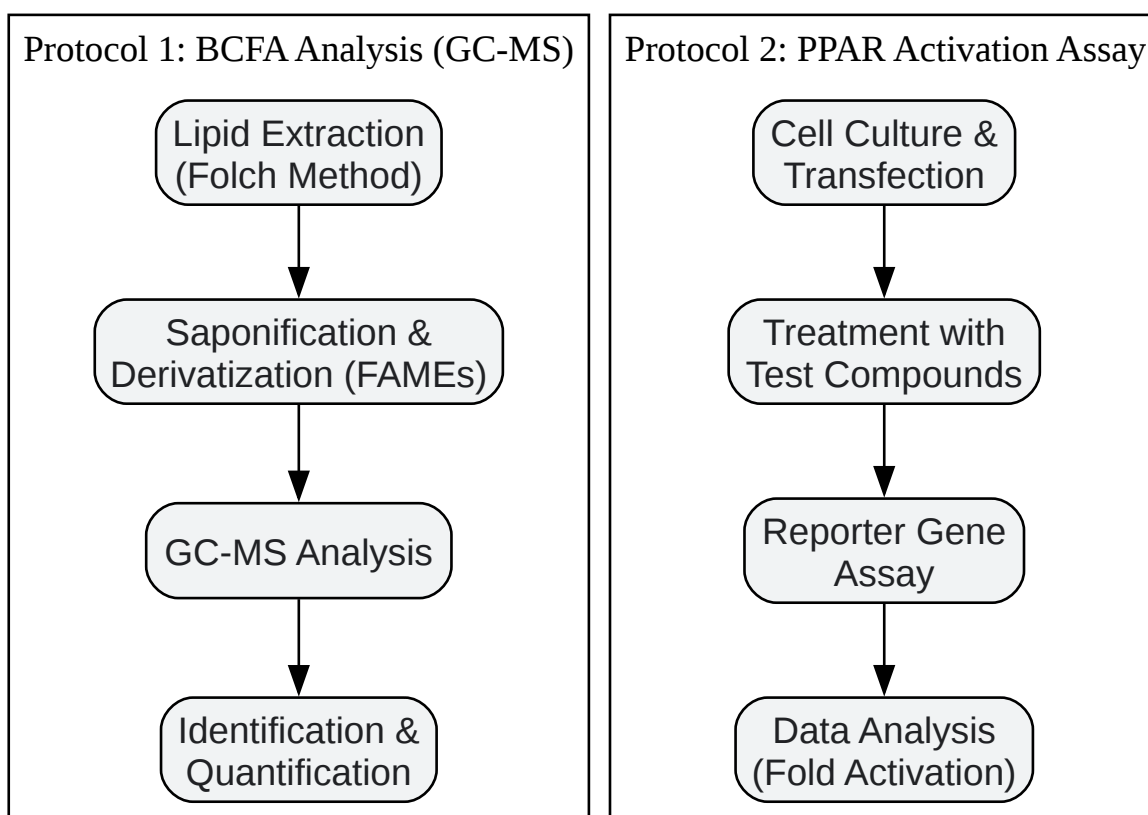 Protocol 1: BCFA Analysis (GC-MS)
Lipid Extraction
(Folch Method)
Saponification &
Derivatization (FAMEs)
GC-MS Analysis
Identification &
Quantification
Protocol 2: PPAR Activation Assay
Cell Culture &
Transfection
Treatment with
Test Compounds
Reporter Gene
Assay
Data Analysis
(Fold Activation)